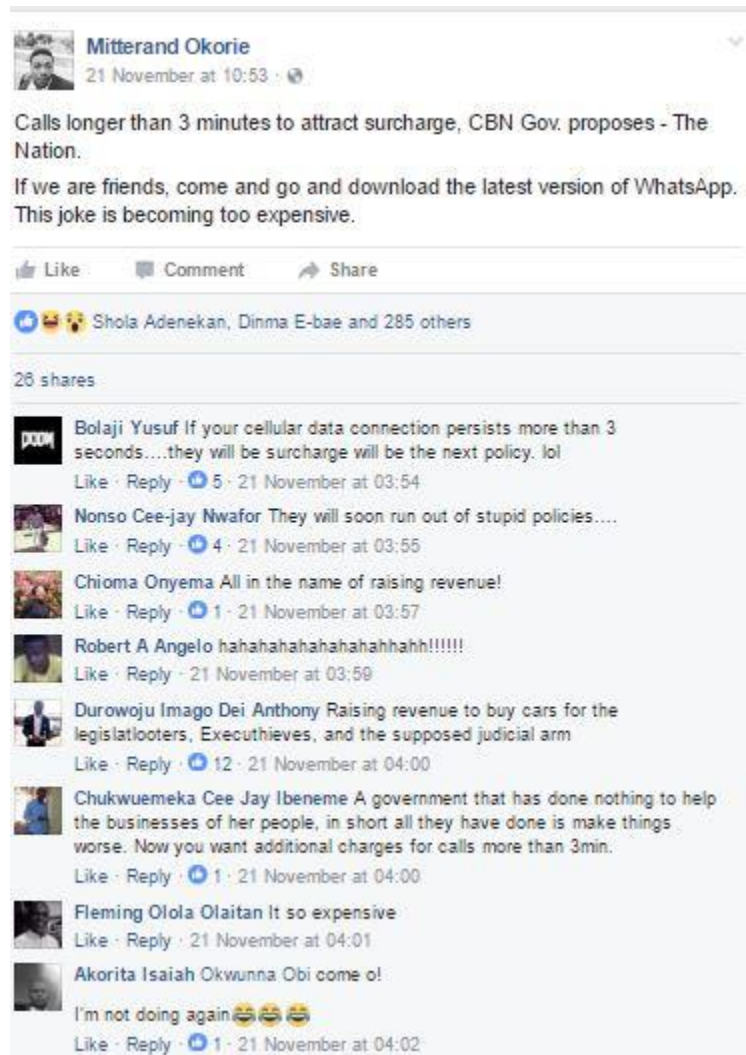 Mitterand Okorie
21 November at 10:53 ·
Calls longer than 3 minutes to attract surcharge, CBN Gov. proposes - The
Nation.
If we are friends, come and go and download the latest version of WhatsApp.
This joke is becoming too expensive.
Like Comment Share
Shola Adenekan, Dinma E-bae and 285 others
26 shares
DOOM
Bolaji Yusuf If your cellular data connection persists more than 3
seconds....they will be surcharge will be the next policy. lol
Like · Reply · 5 · 21 November at 03:54
Nonso Cee-jay Nwafor They will soon run out of stupid policies....
Like · Reply · 4 · 21 November at 03:55
Chioma Onyema All in the name of raising revenue!
Like · Reply · 1 · 21 November at 03:57
Robert A Angelo hahahahahahahahahhahh!!!!!!
Like · Reply · 21 November at 03:59
Durowoju Imago Dei Anthony Raising revenue to buy cars for the
legislatlooters, Executhieves, and the supposed judicial arm
Like · Reply · 12 · 21 November at 04:00
Chukwuemeka Cee Jay Ibeneme A government that has done nothing to help
the businesses of her people, in short all they have done is make things
worse. Now you want additional charges for calls more than 3min.
Like · Reply · 1 · 21 November at 04:00
Fleming Olola Olaitan It so expensive
Like · Reply · 21 November at 04:01
Akorita Isaiah Okwunna Obi come o!
I'm not doing again😂😂😂
Like · Reply · 1 · 21 November at 04:02